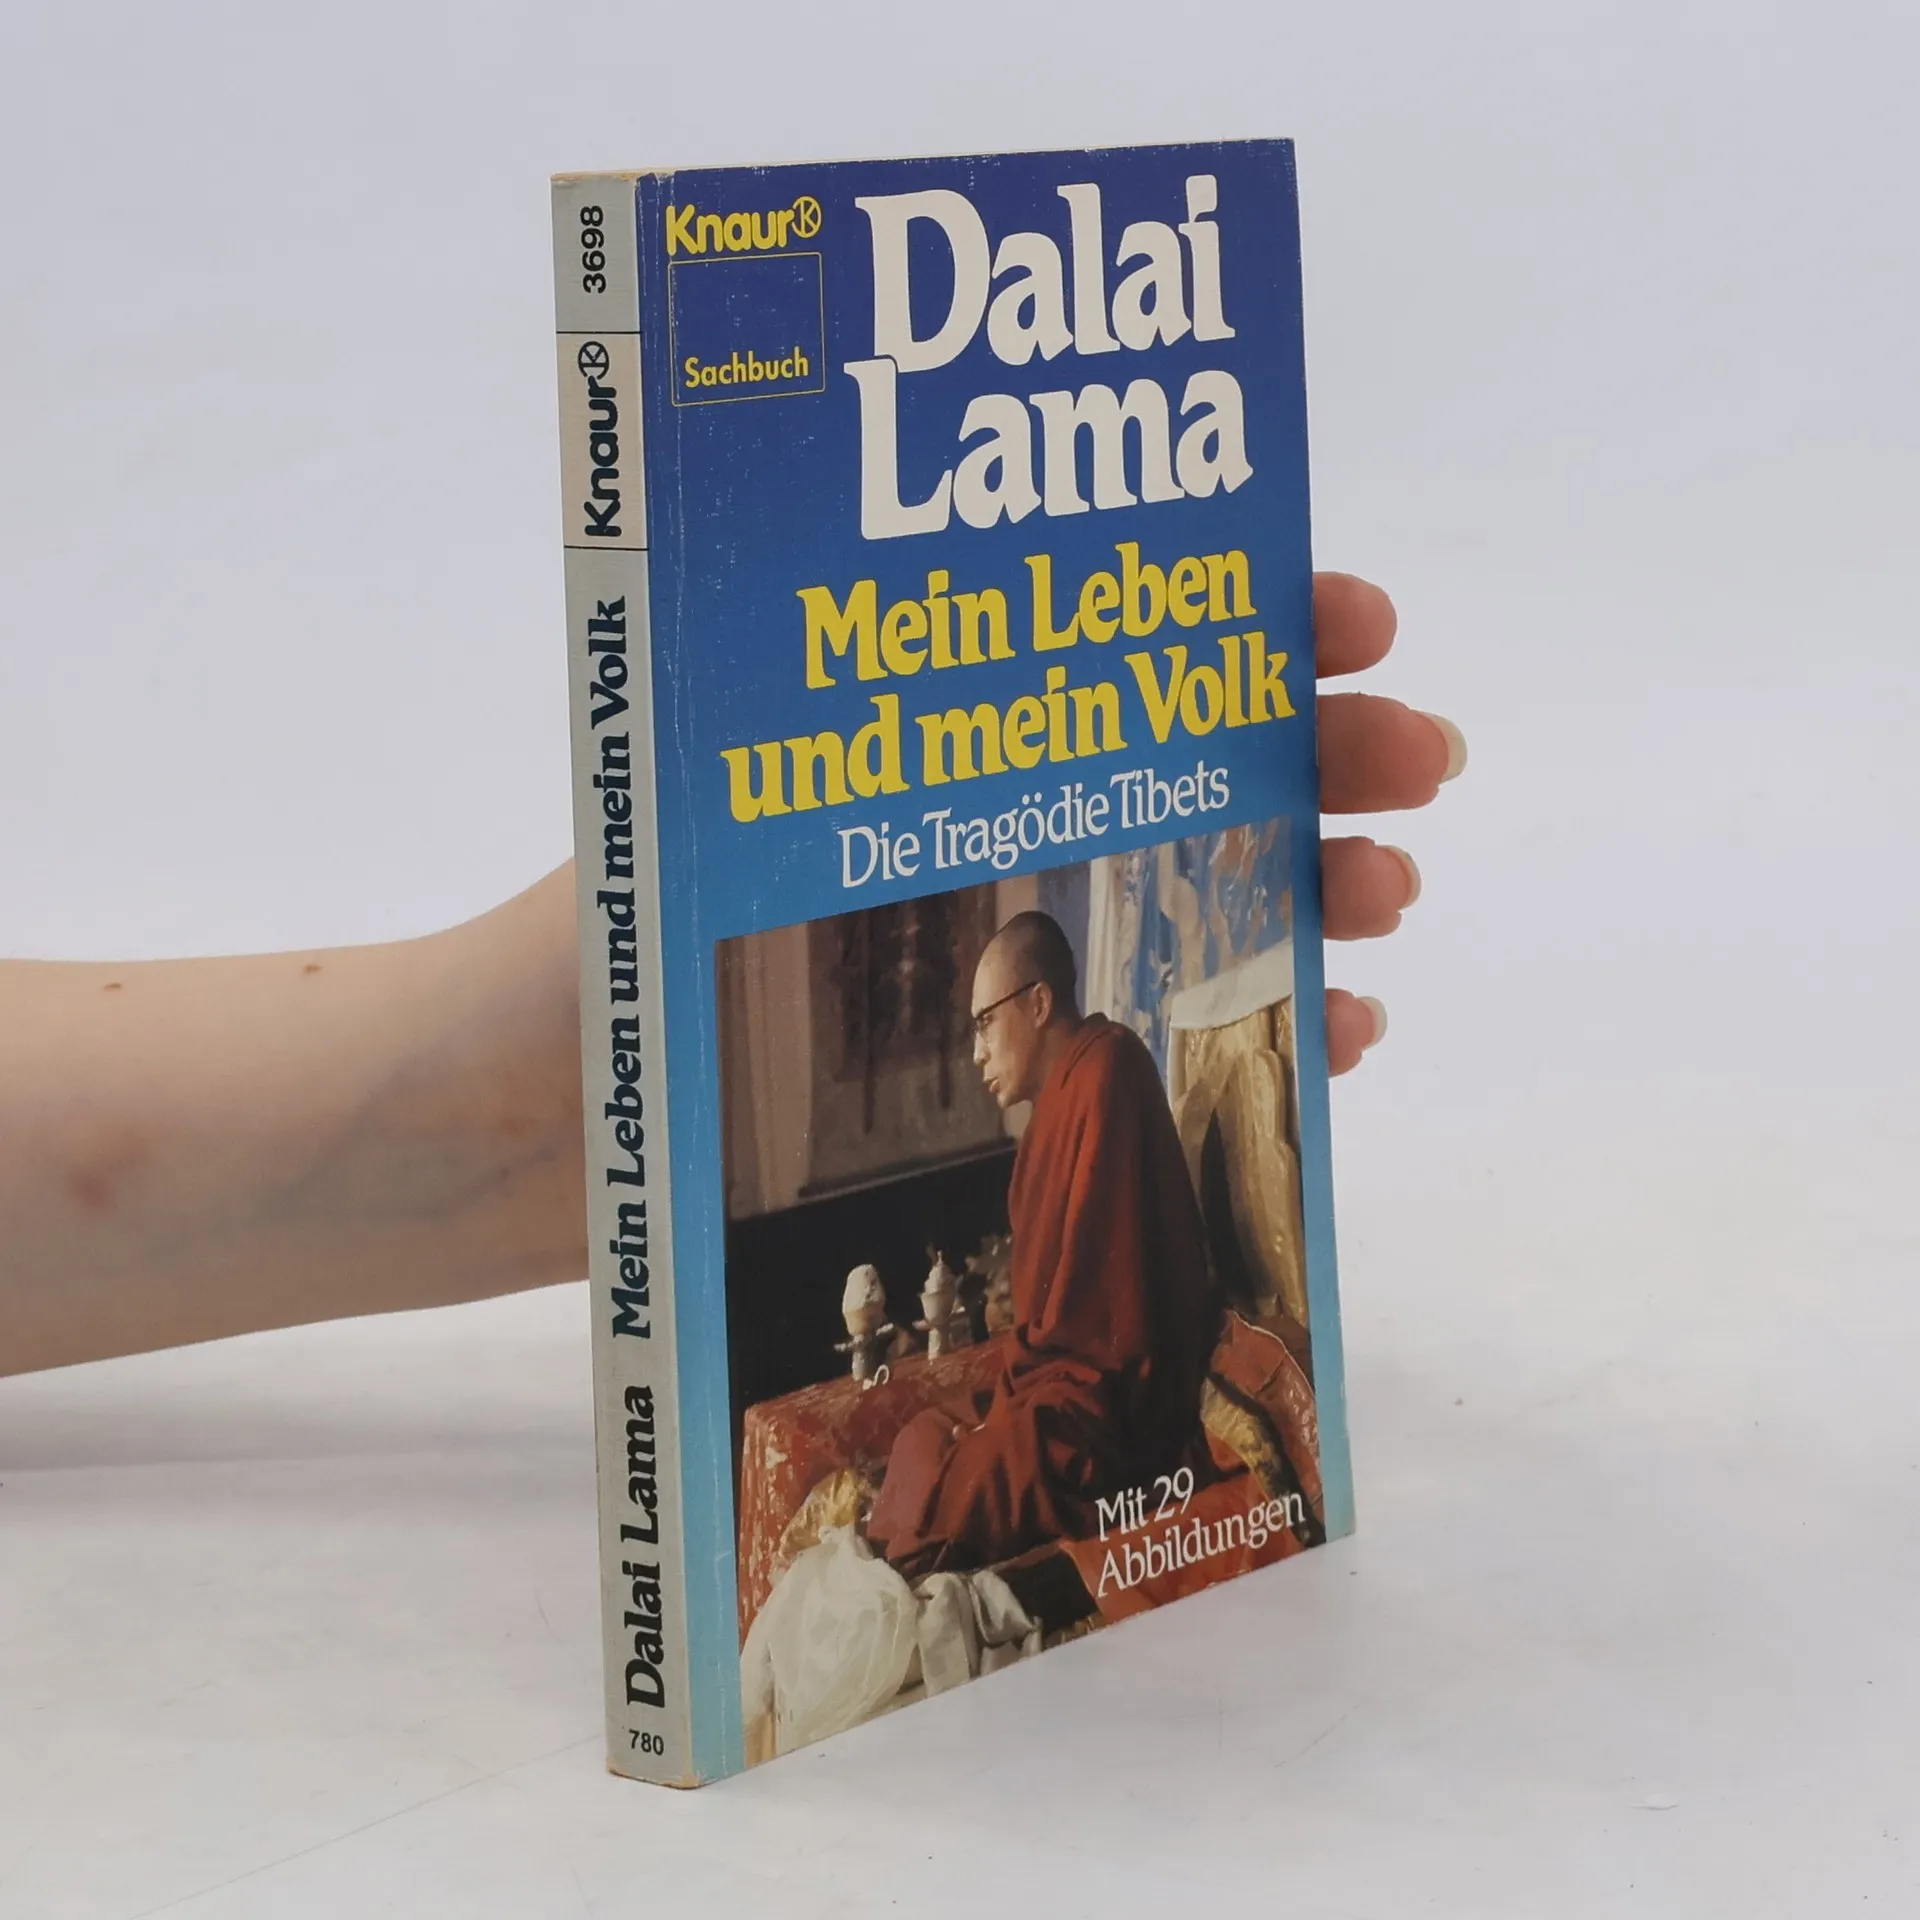 3698
Knaur
Dalai Lama Mein Leben und mein Volk
780
Knaur
Sachbuch
Dalai
Lama
Mein Leben
und mein Volk
Die Tragödie Tibets
Mit 29
Abbildungen